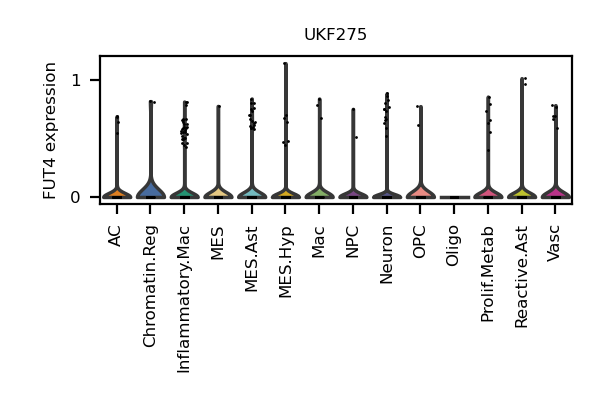 UKF275
FUT4 expression
1
0
AC
Chromatin.Reg
Inflammatory.Mac
MES
MES.Ast
MES.Hyp
Mac
NPC
Neuron
OPC
Oligo
Prolif.Metab
Reactive.Ast
Vasc